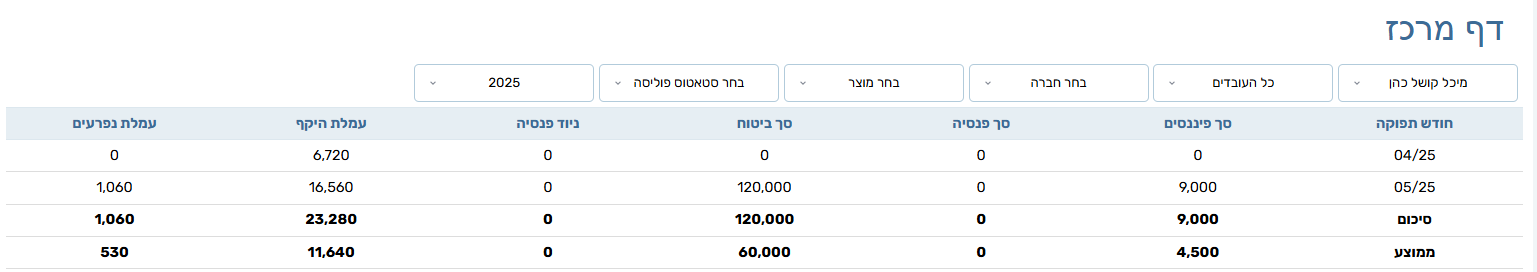 דף מרכז
מיכל קושל כהן כל העובדים בחר חברה בחר מוצר בחר סטאטוס פוליסה 2025
חודש תפוקה סך פיננסים סך פנסיה סך ביטוח ניוד פנסיה עמלת היקף עמלת נפרעים
04/25 0 0 0 0 6,720 0
05/25 9,000 0 120,000 0 16,560 1,060
סיכום 9,000 0 120,000 0 23,280 1,060
ממוצע 4,500 0 60,000 0 11,640 530